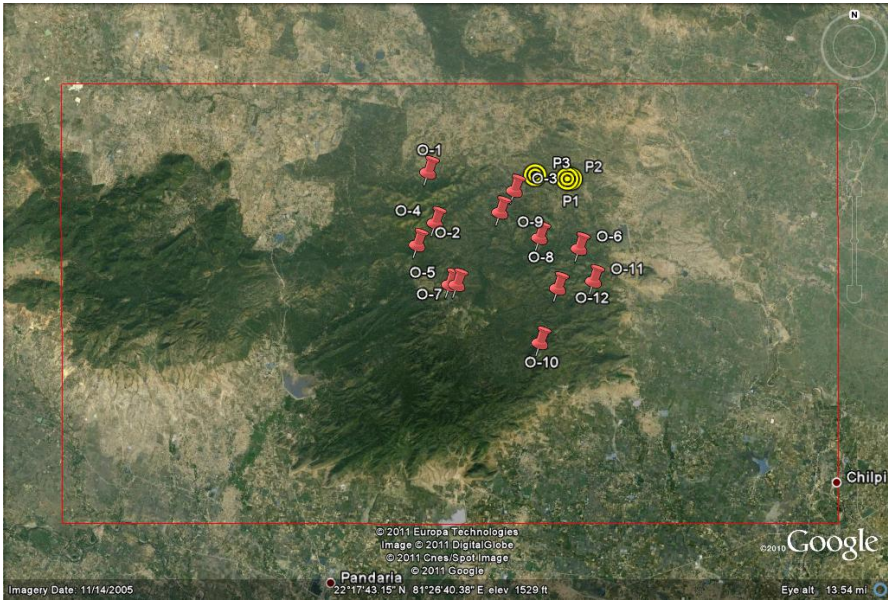 N
O-1
P3
P2
O-3
P1
O-4
O-2
O-9
O-6
O-8
O-5
O-11
O-7
O-12
O-10
Chilpi
© 2011 Europa Technologies
Image © 2011 DigitalGlobe
© 2011 Cnes/Spot Image
© 2011 Google
©2010 Google
Pandaria
Imagery Date: 11/14/2005 22°17'43.15" N 81°26'40.38" E elev 1529 ft Eye alt 13.54 mi